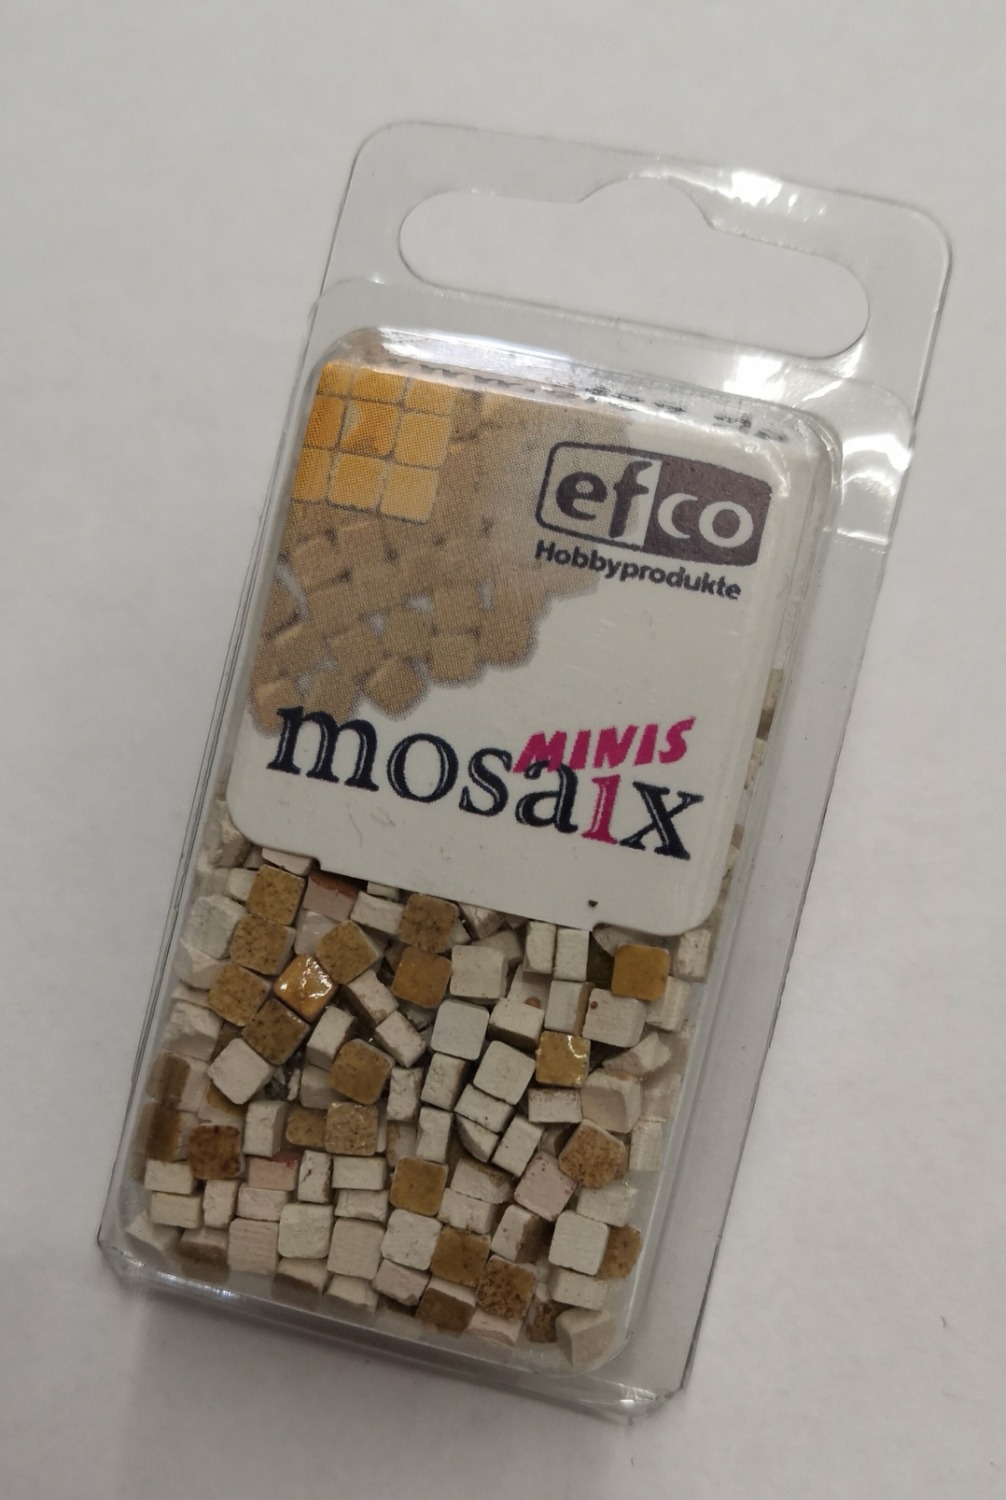 efco
Hobbyprodukte
MINIS
mosaix